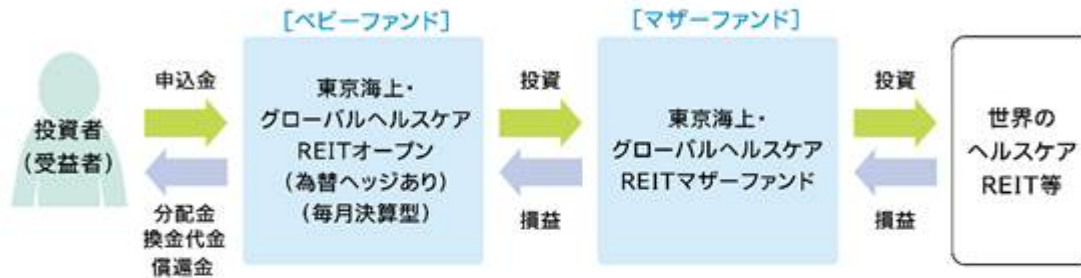 [ベビーファンド]
[マザーファンド]
投資者
(受益者)
申込金
分配金
換金代金
償還金
東京海上・
グローバルヘルスケア
REITオープン
(為替ヘッジあり)
(毎月決算型)
投資
損益
東京海上・
グローバルヘルスケア
REITマザーファンド
投資
損益
世界の
ヘルスケア
REIT等